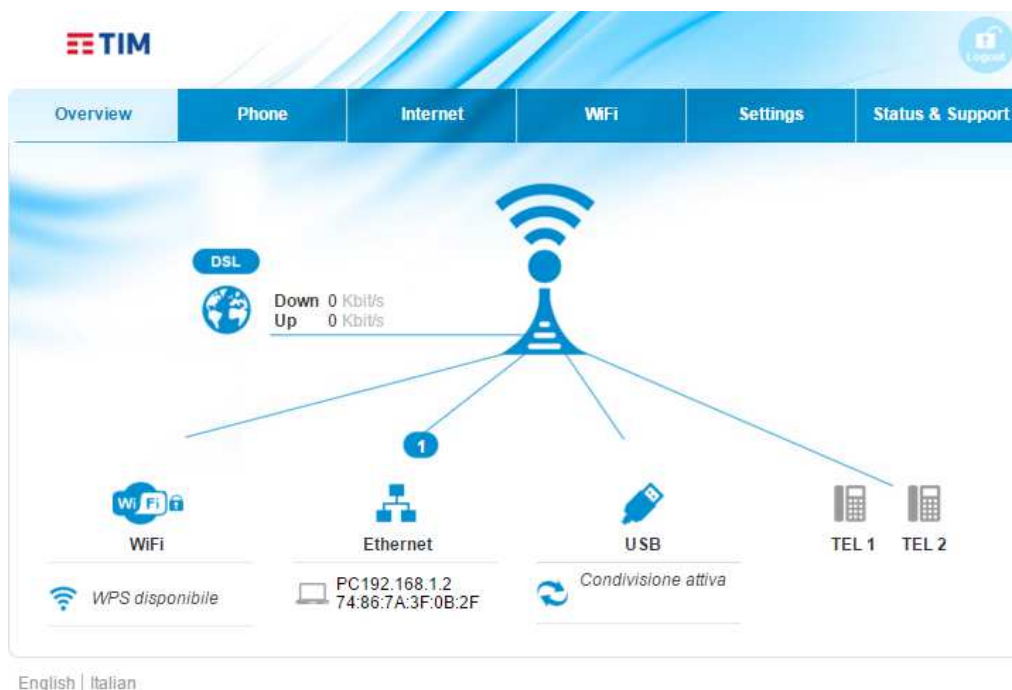 TIM
Logout
Overview Phone Internet WiFi Settings Status & Support
DSL
Down 0 Kbit/s
Up 0 Kbit/s
1
WiFi
WiFi Ethernet USB TEL 1 TEL 2
WPS disponibile
PC192.168.1.2
74:86:7A:3F:0B:2F
Condivisione attiva
English | Italian